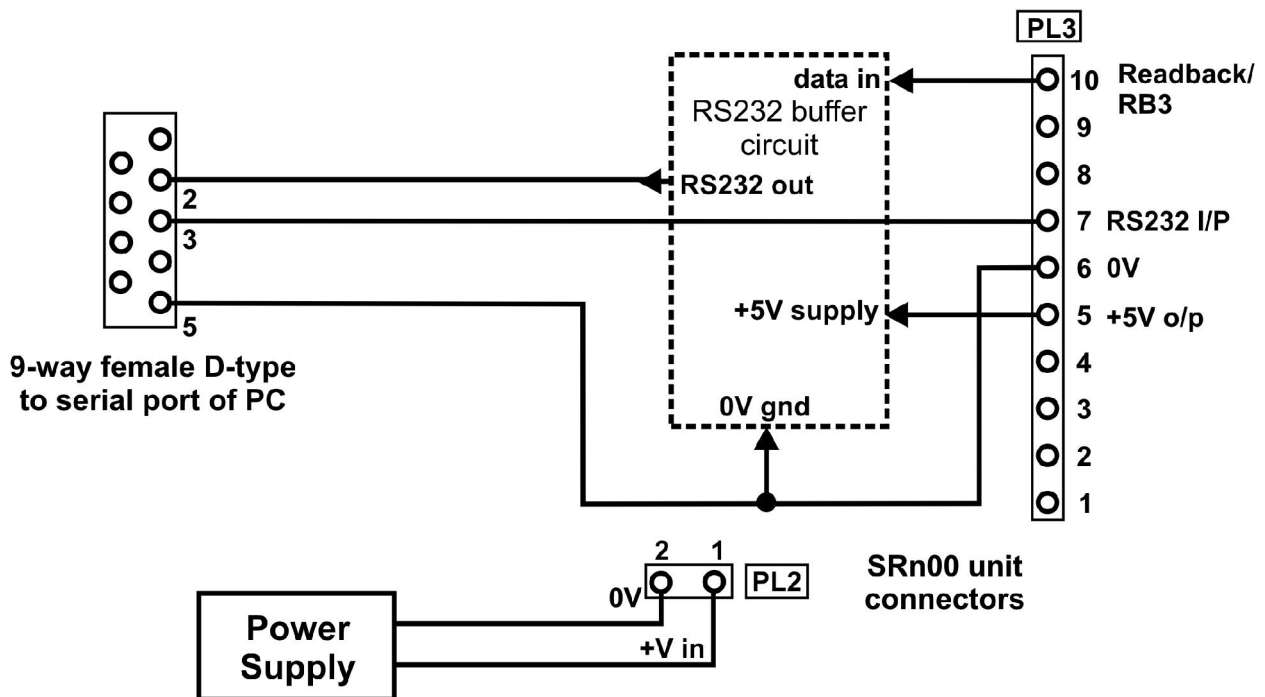 PL3
data in
10 Readback/
RB3
RS232 buffer
circuit
9
8
RS232 out
2
3
7 RS232 I/P
6 0V
+5V supply
5 +5V o/p
5
9-way female D-type
to serial port of PC
4
0V gnd
3
2
1
2 1
PL2
0V
+V in
SRn00 unit
connectors
Power
Supply